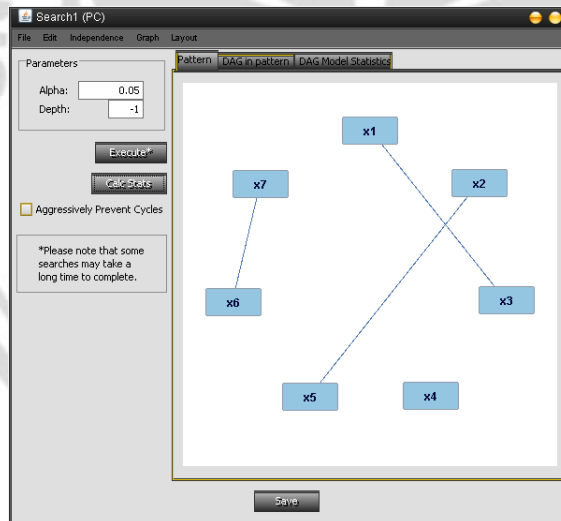 Search1 (PC)
File Edit Independence Graph Layout
Parameters
Alpha: 0.05
Depth: -1
Execute*
Calc Stats
Aggressively Prevent Cycles
*Please note that some
searches may take a
long time to complete.
Pattern DAG in pattern DAG Model Statistics
x1
x7
x2
x6
x3
x5
x4
Save